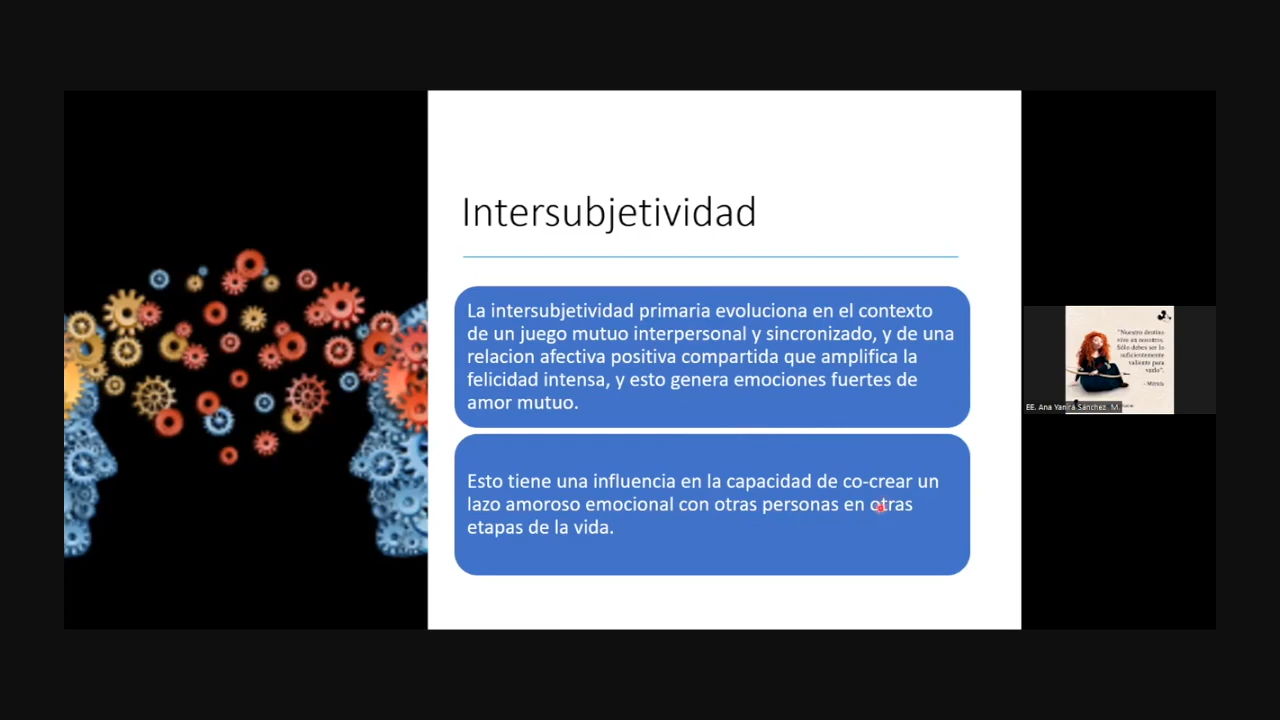 Intersubjetividad
La intersubjetividad primaria evoluciona en el contexto
de un juego mutuo interpersonal y sincronizado, y de una
relacion afectiva positiva compartida que amplifica la
felicidad intensa, y esto genera emociones fuertes de
amor mutuo.
Esto tiene una influencia en la capacidad de co-crear un
lazo amoroso emocional con otras personas en otras
etapas de la vida.
"Nuestro destino
vive en nosotros.
Sólo debes ser lo
suficientemente
valiente para
verlo".
- Mérida
EE. Ana Yanira Sánchez M.